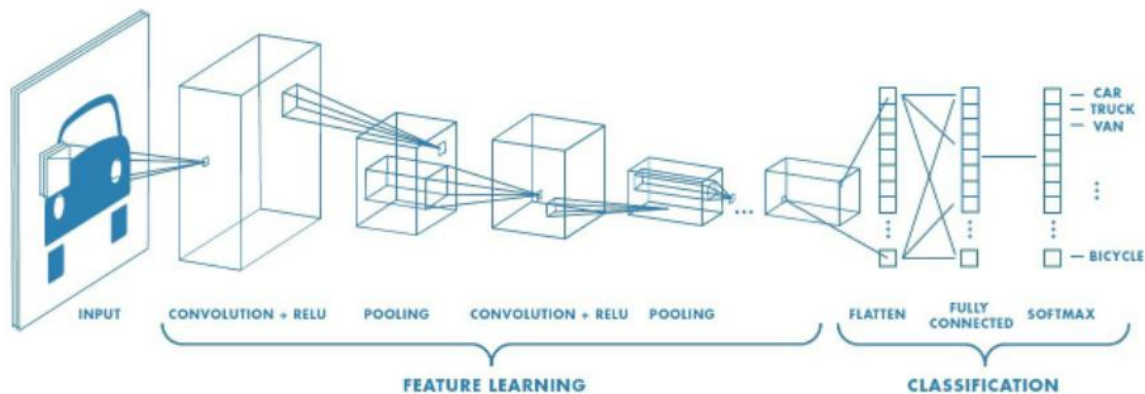 CAR
TRUCK
VAN
BICYCLE
INPUT
CONVOLUTION + RELU
POOLING
CONVOLUTION + RELU
POOLING
FLATTEN
FULLY
CONNECTED
SOFTMAX
FEATURE LEARNING
CLASSIFICATION